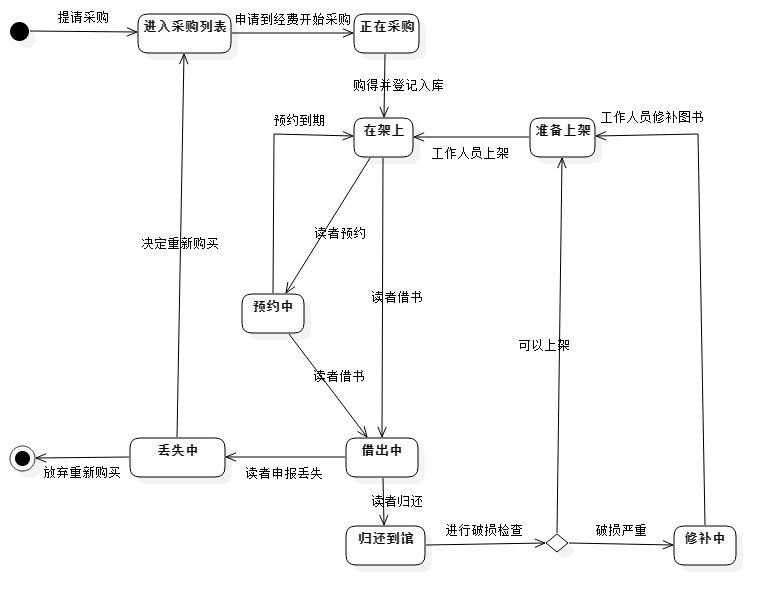 提请采购
进入采购列表
申请到经费开始采购
正在采购
购得并登记入库
预约到期
在架上
工作人员上架
准备上架
工作人员修补图书
读者预约
决定重新购买
预约中
读者借书
可以上架
读者借书
丢失中
借出中
放弃重新购买
读者申报丢失
读者归还
归还到馆
进行破损检查
破损严重
修补中